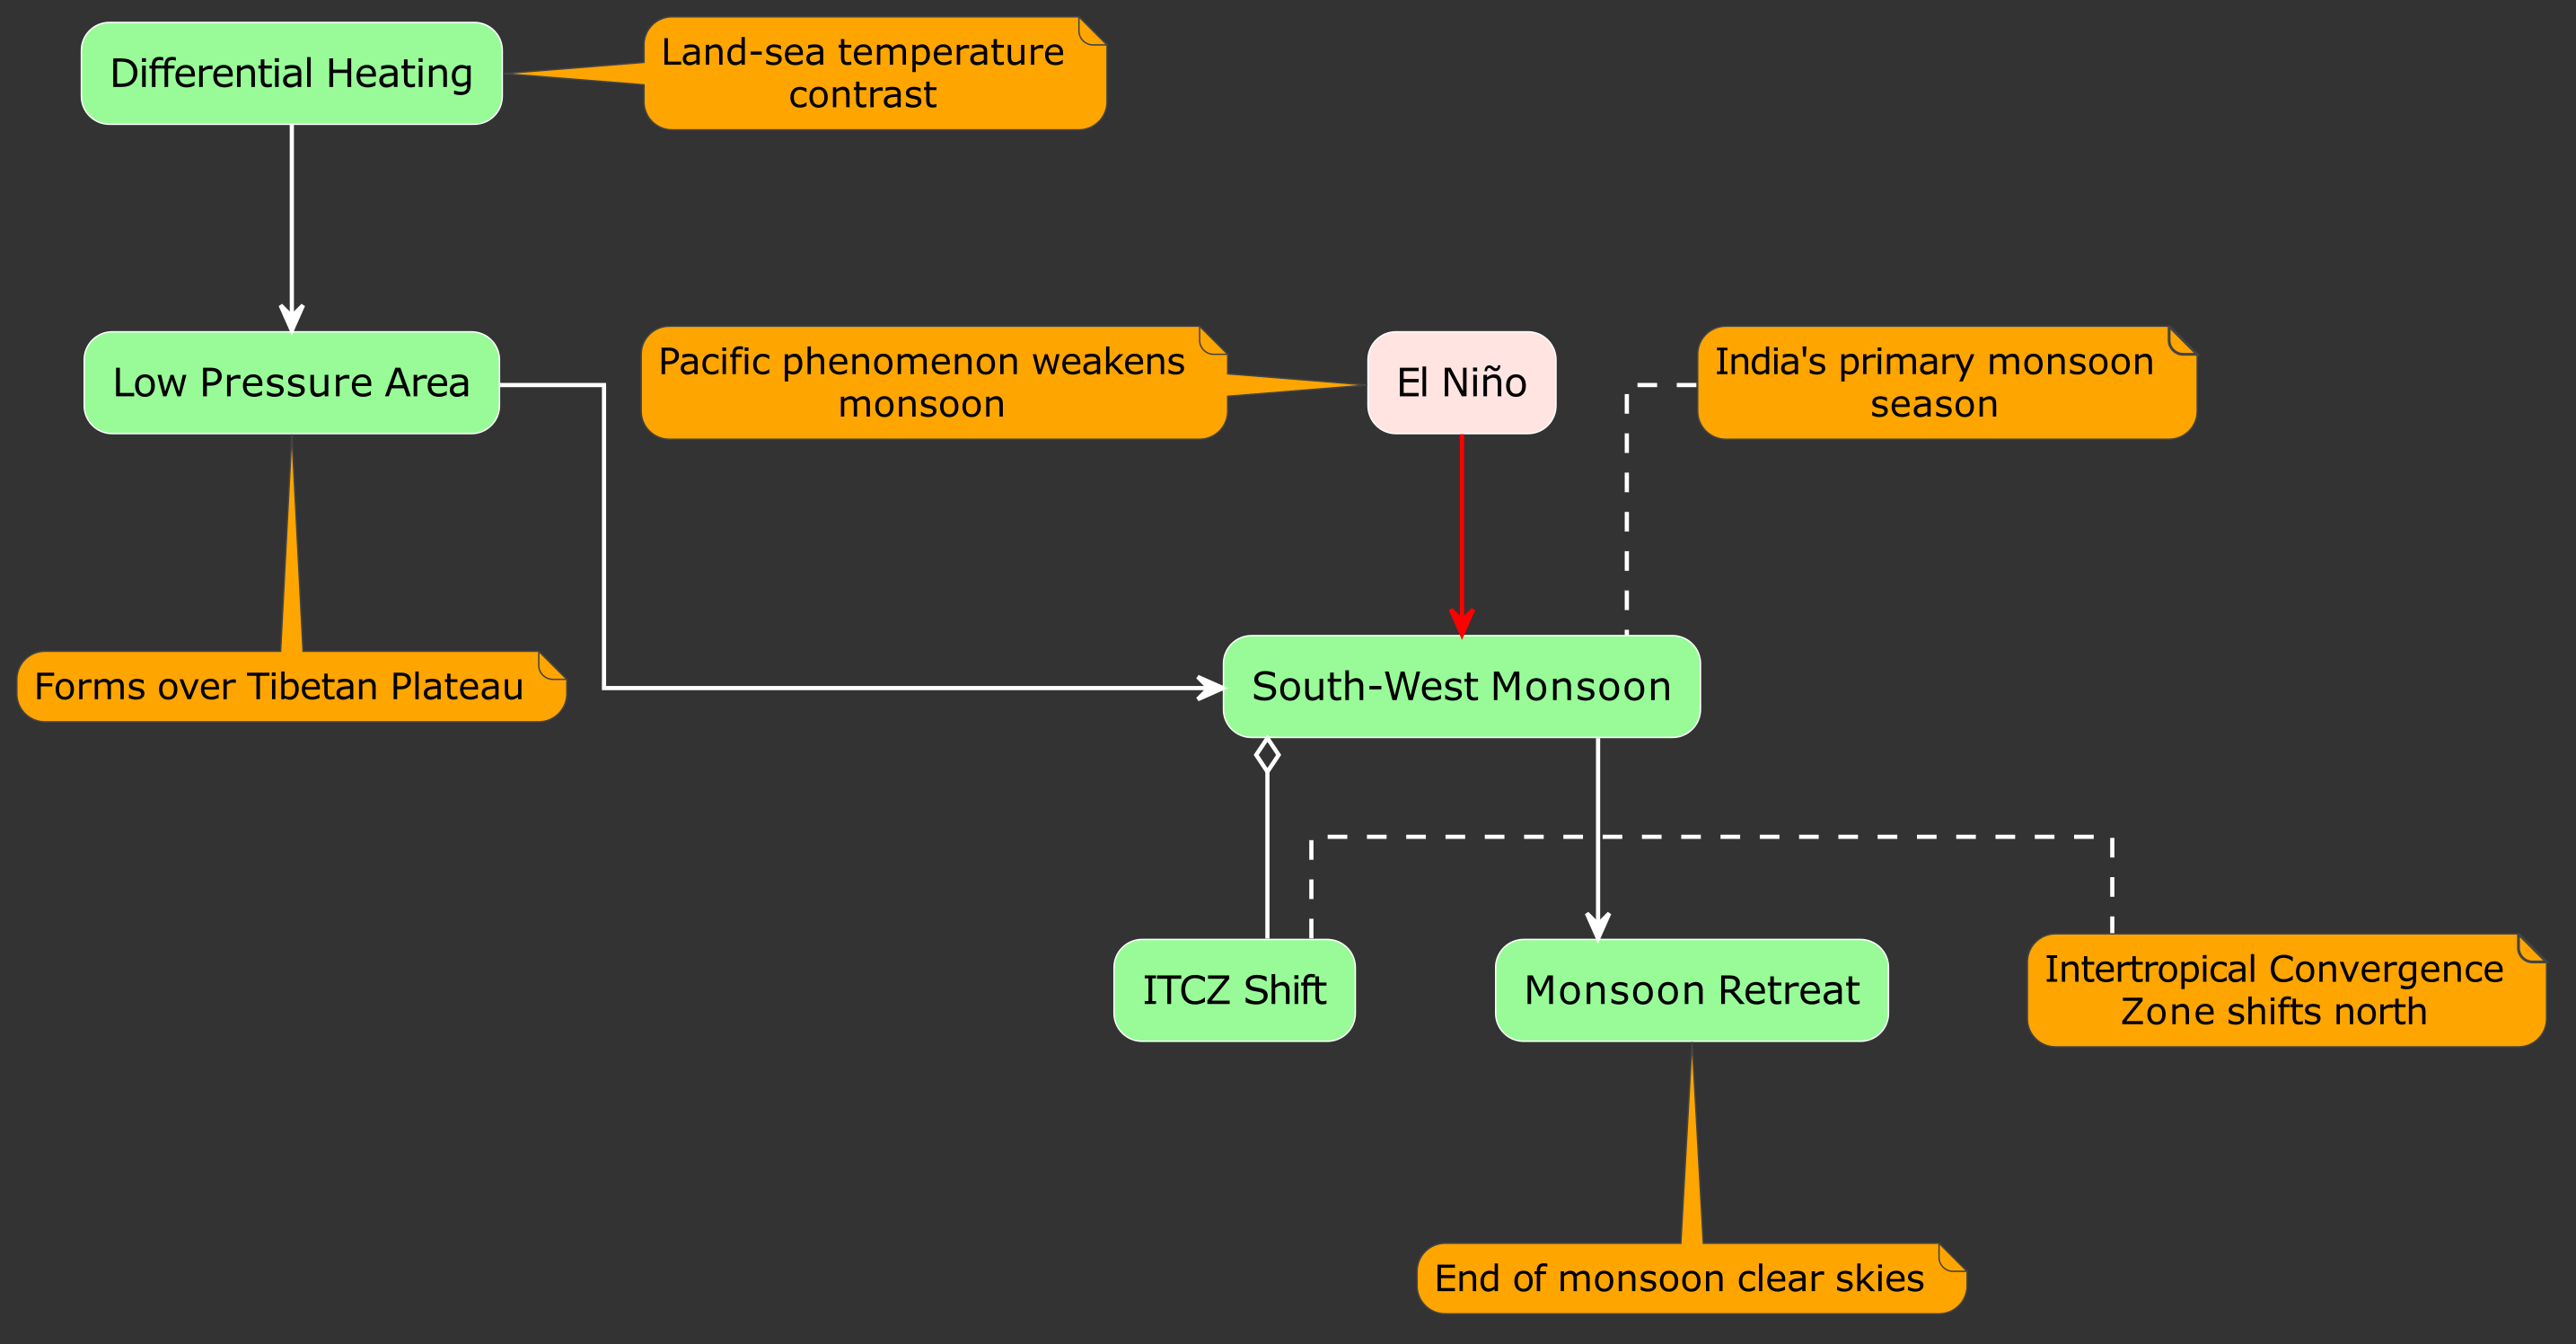 Differential Heating
Land-sea temperature
contrast
Low Pressure Area
Pacific phenomenon weakens
monsoon
El Niño
India's primary monsoon
season
Forms over Tibetan Plateau
South-West Monsoon
ITCZ Shift
Monsoon Retreat
Intertropical Convergence
Zone shifts north
End of monsoon clear skies